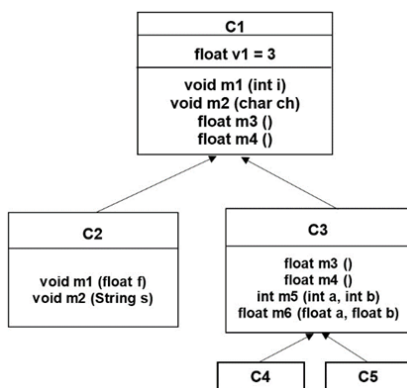 C1
float v1 = 3
void m1 (int i)
void m2 (char ch)
float m3 ()
float m4 ()
C2
void m1 (float f)
void m2 (String s)
C3
float m3 ()
float m4 ()
int m5 (int a, int b)
float m6 (float a, float b)
C4
C5